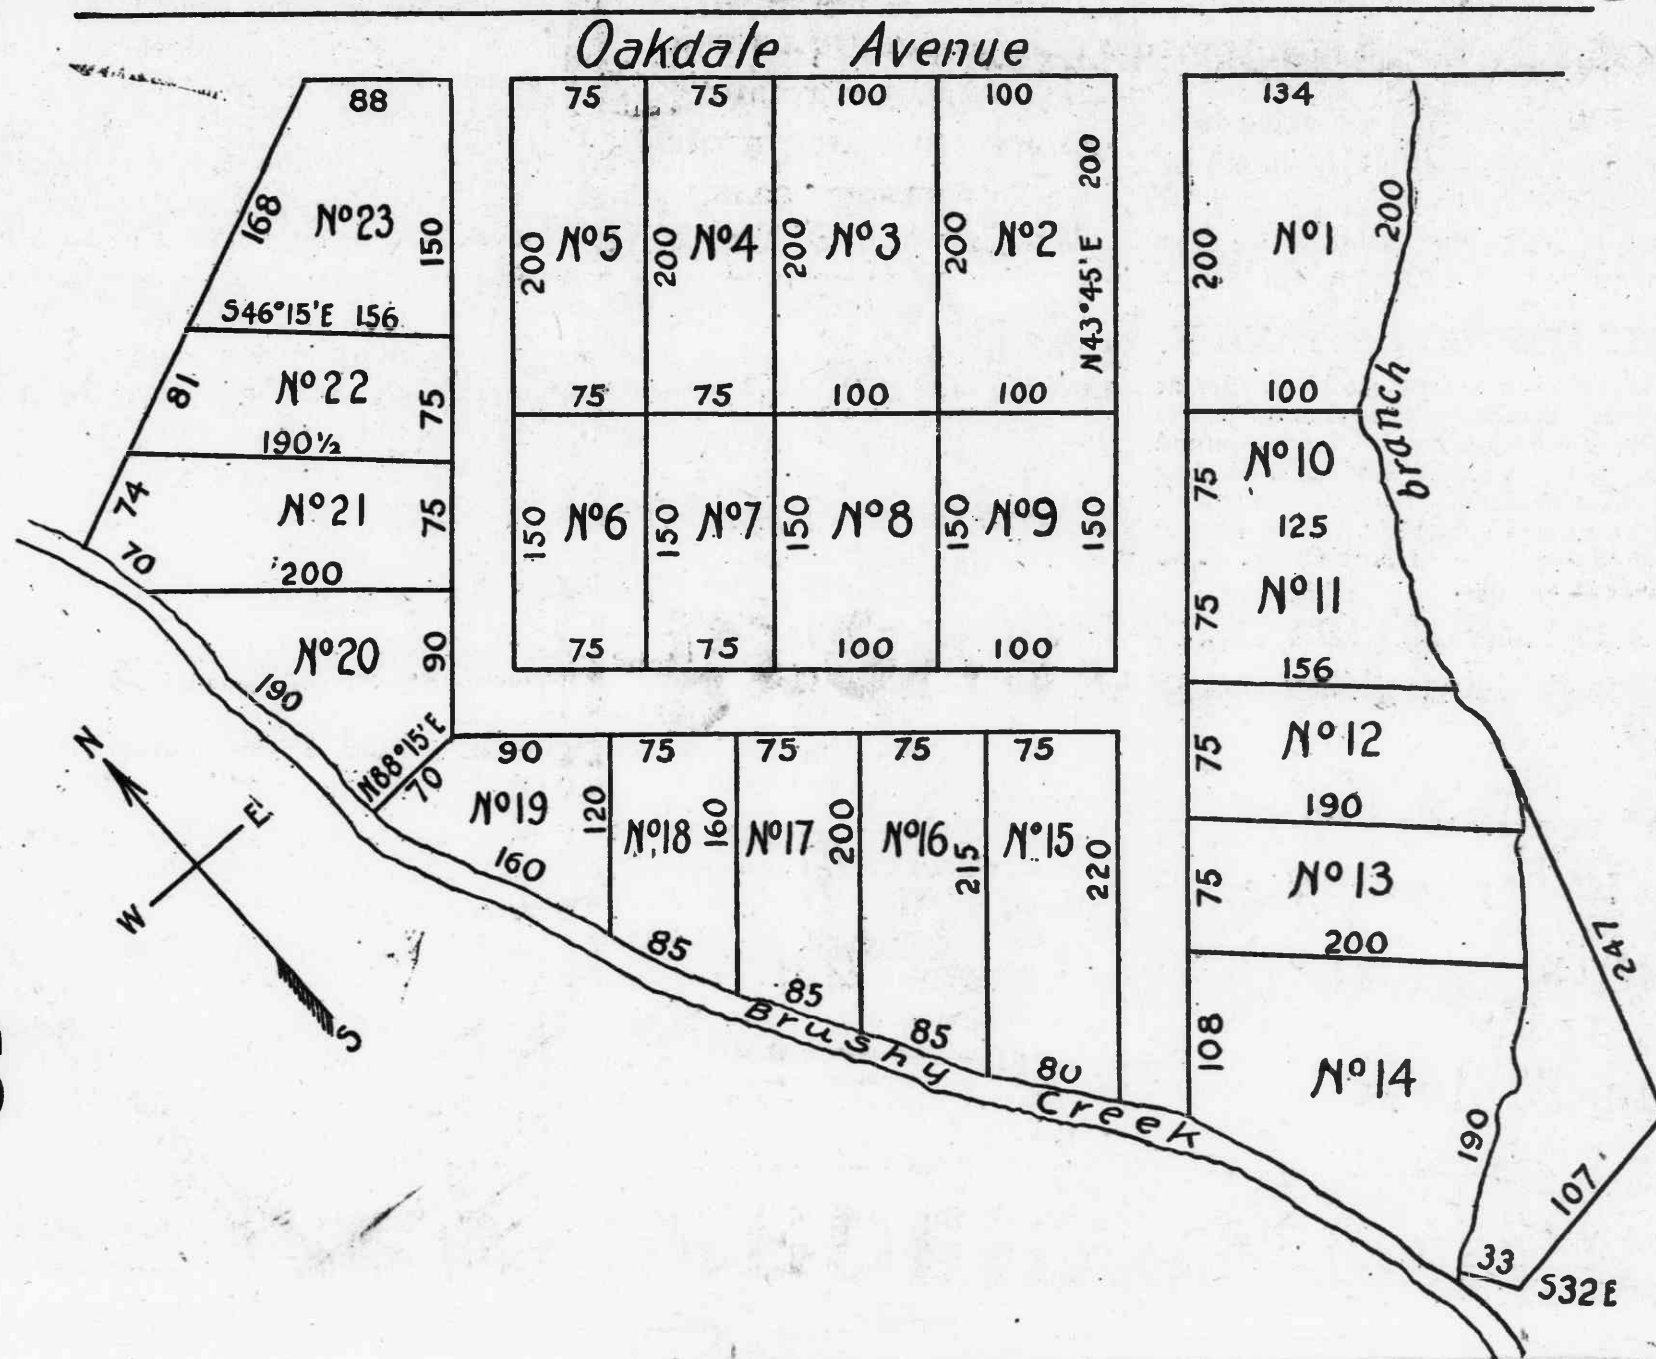 Oakdale Avenue
88
75
75
100
100
134
168
Nº23
150
200
Nº5
200
Nº4
200
Nº3
200
Nº2
200
N43°45'E
200
Nº1
200
S46°15'E 156
81
Nº22
75
75
75
100
100
100
branch
190½
74
Nº21
75
150
Nº6
150
Nº7
150
Nº8
150
Nº9
150
75
Nº10
125
70
200
75
Nº11
Nº20
90
75
75
100
100
156
190
N88°15'E
70
90
75
75
75
75
75
Nº12
190
Nº19
120
Nº18
160
Nº17
200
Nº16
215
Nº15
220
75
Nº13
200
160
85
85
85
80
Brushy Creek
108
Nº14
247
190
107
33
S32E
N
E
W
S